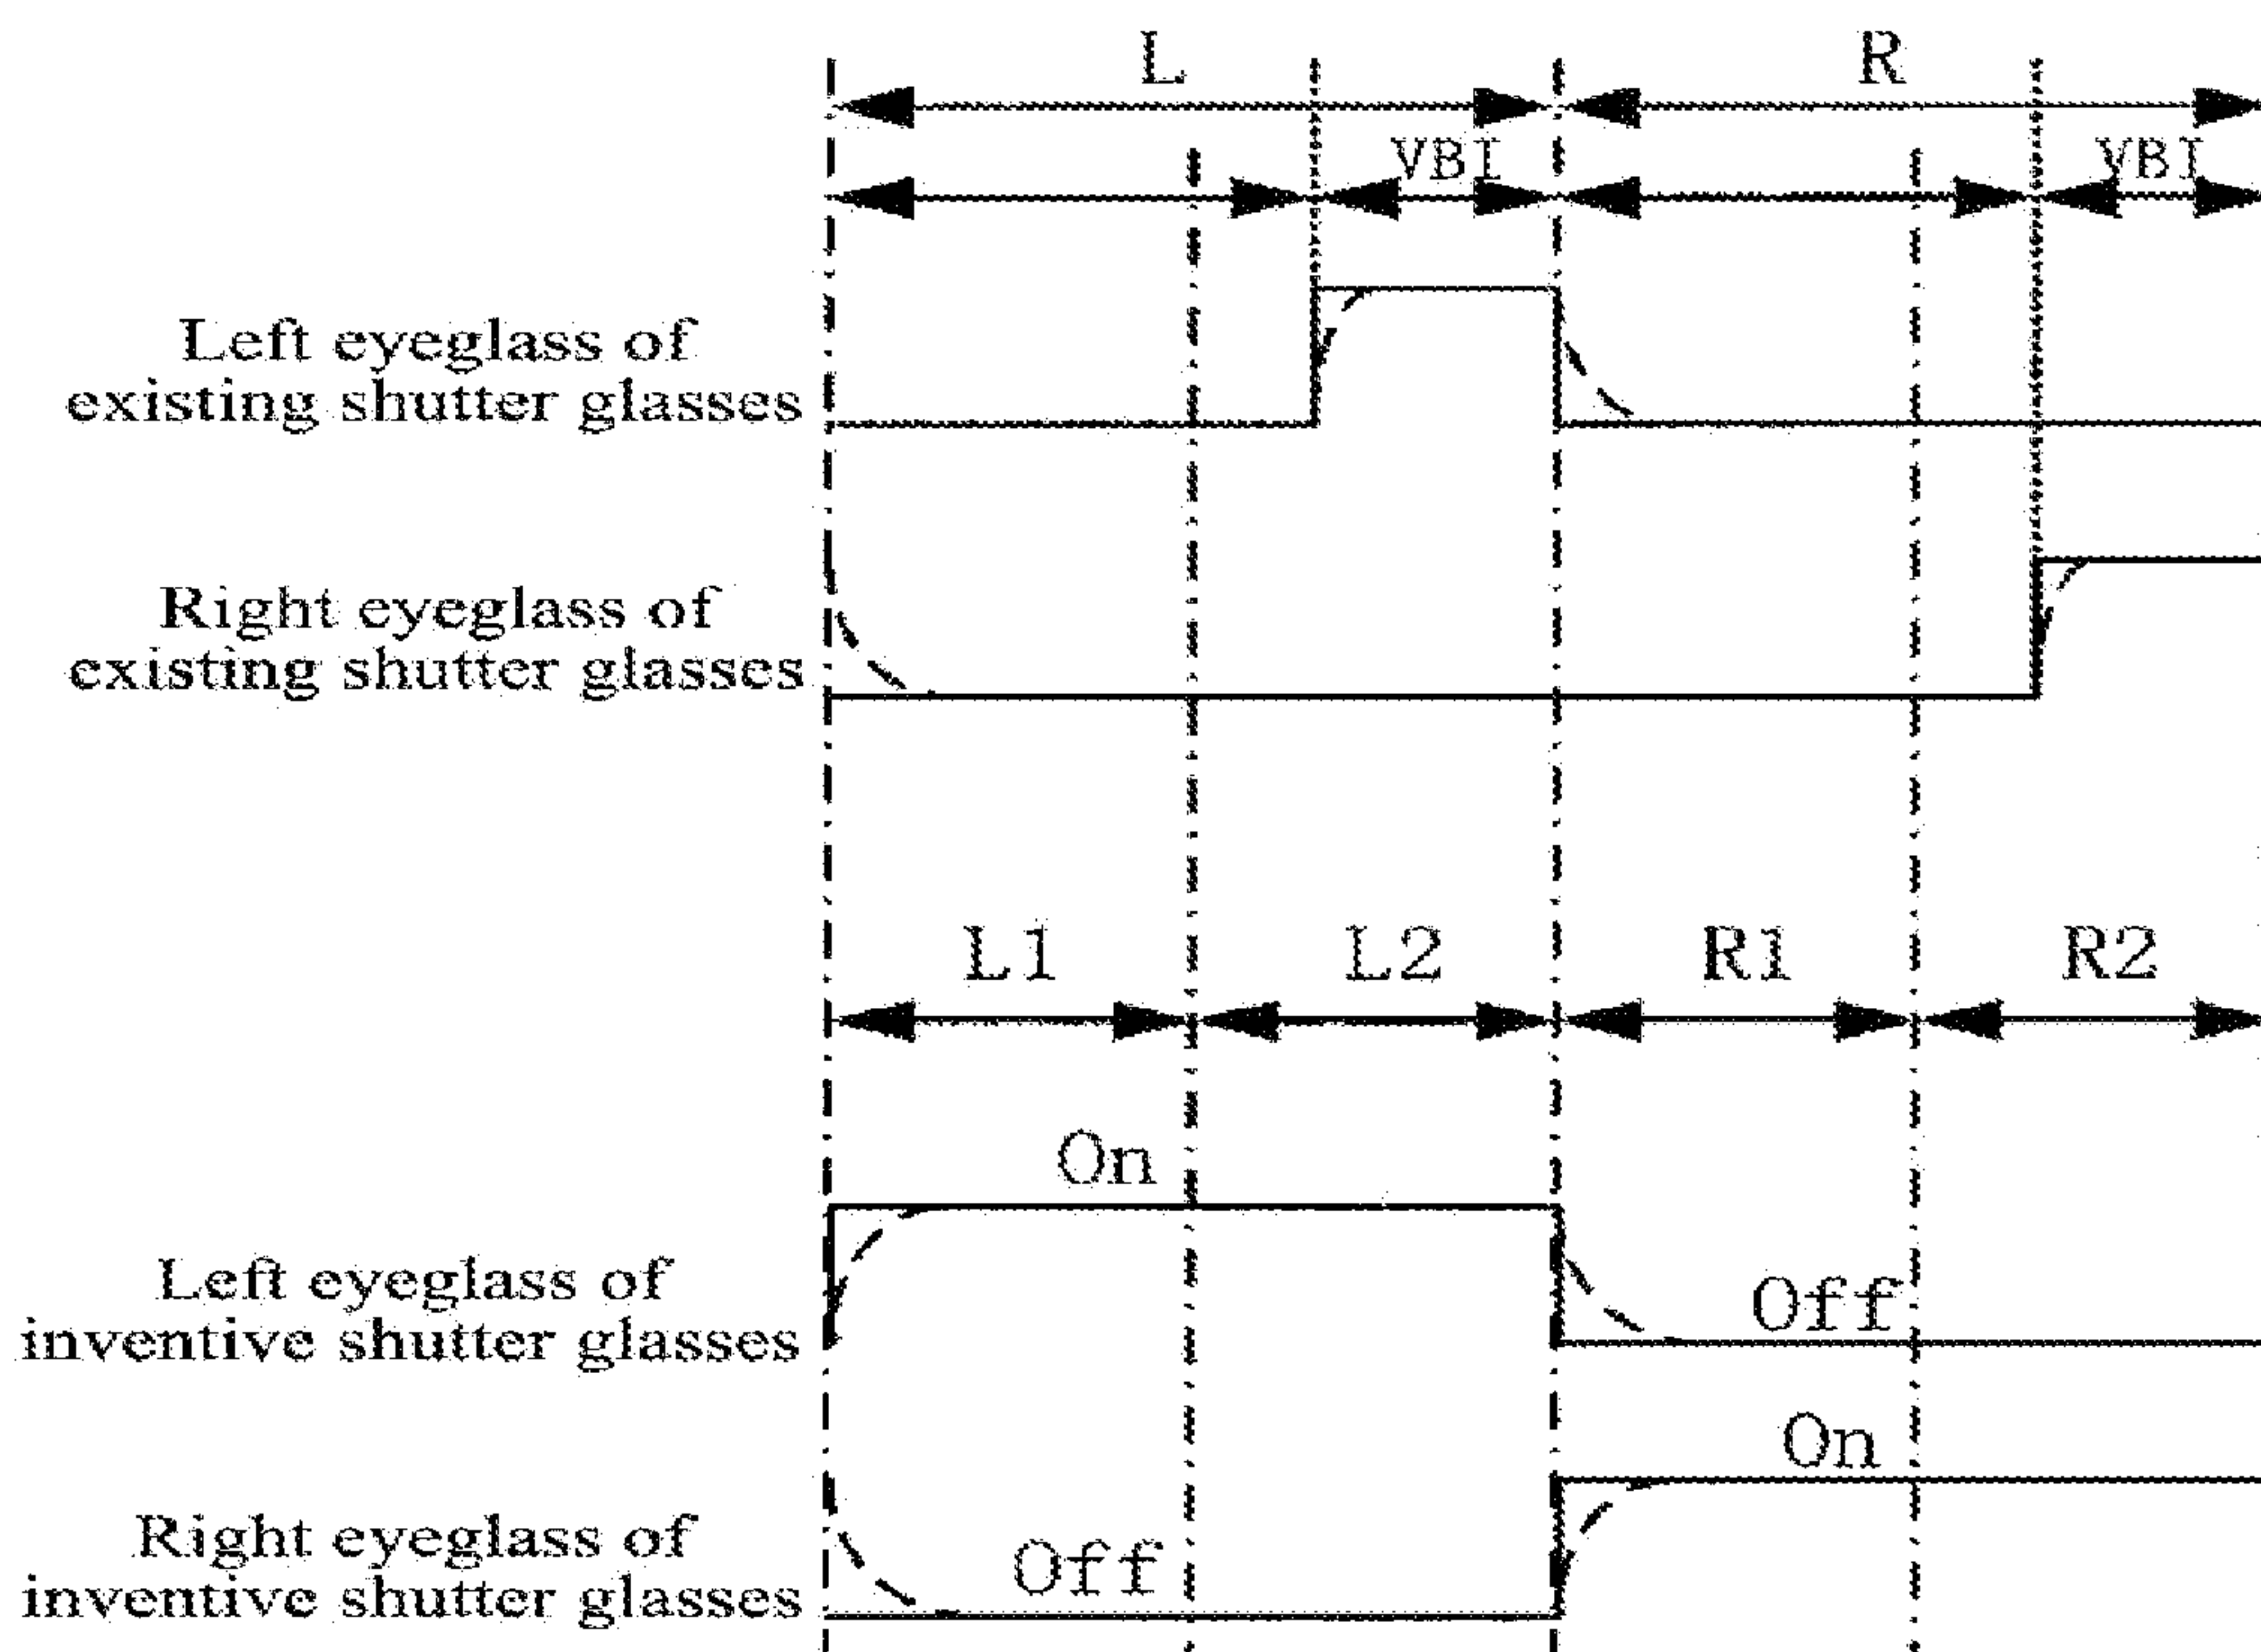 L R
VBI VBI
Left eyeglass of
existing shutter glasses
Right eyeglass of
existing shutter glasses
L1 L2 R1 R2
On
Left eyeglass of
inventive shutter glasses
Off
On
Right eyeglass of
inventive shutter glasses
Off